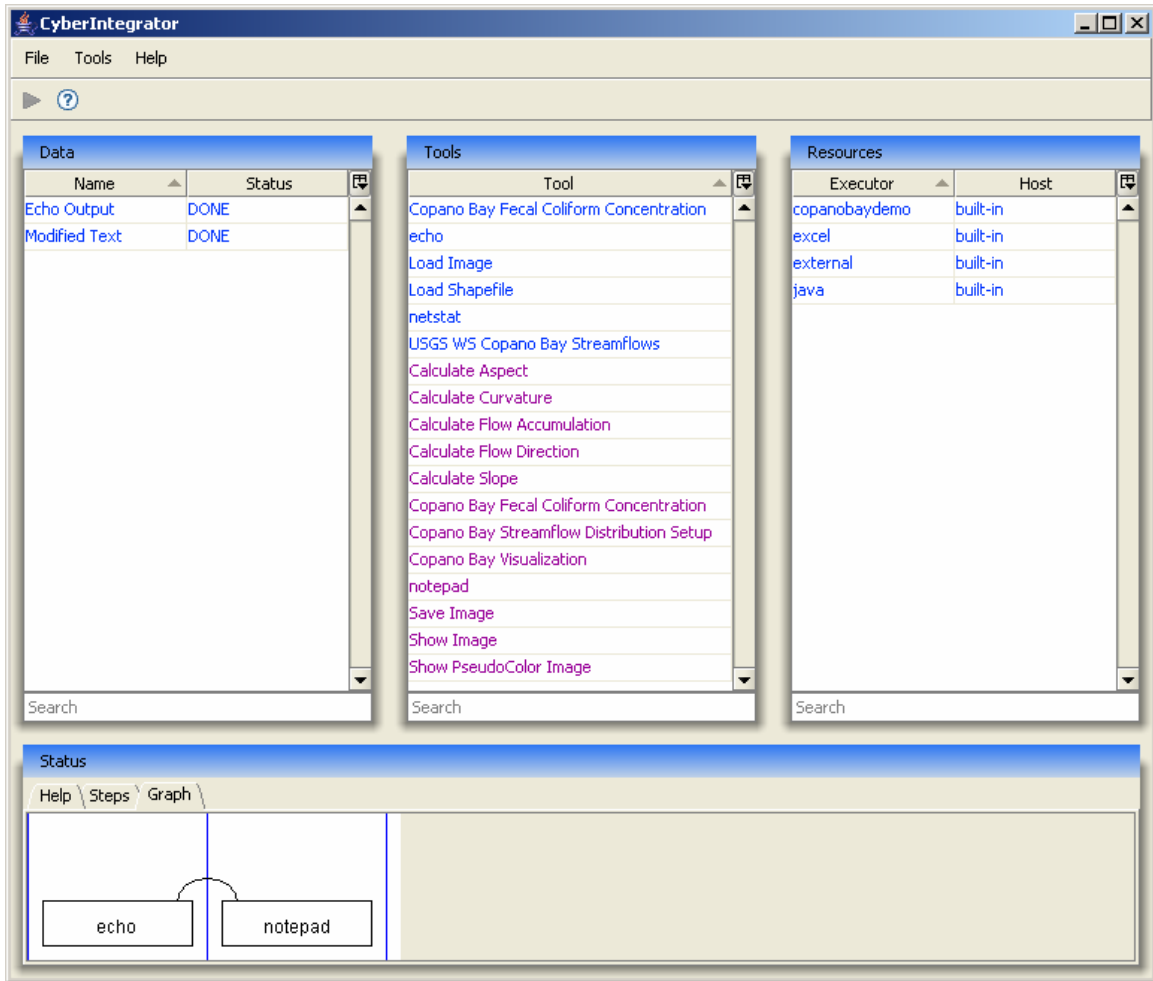 CyberIntegrator
File Tools Help
Data
Name Status
Echo Output DONE
Modified Text DONE
Search
Tools
Tool
Copano Bay Fecal Coliform Concentration
echo
Load Image
Load Shapefile
netstat
USGS WS Copano Bay Streamflows
Calculate Aspect
Calculate Curvature
Calculate Flow Accumulation
Calculate Flow Direction
Calculate Slope
Copano Bay Fecal Coliform Concentration
Copano Bay Streamflow Distribution Setup
Copano Bay Visualization
notepad
Save Image
Show Image
Show PseudoColor Image
Search
Resources
Executor Host
copanobaydemo built-in
excel built-in
external built-in
java built-in
Search
Status
Help Steps Graph
echo notepad